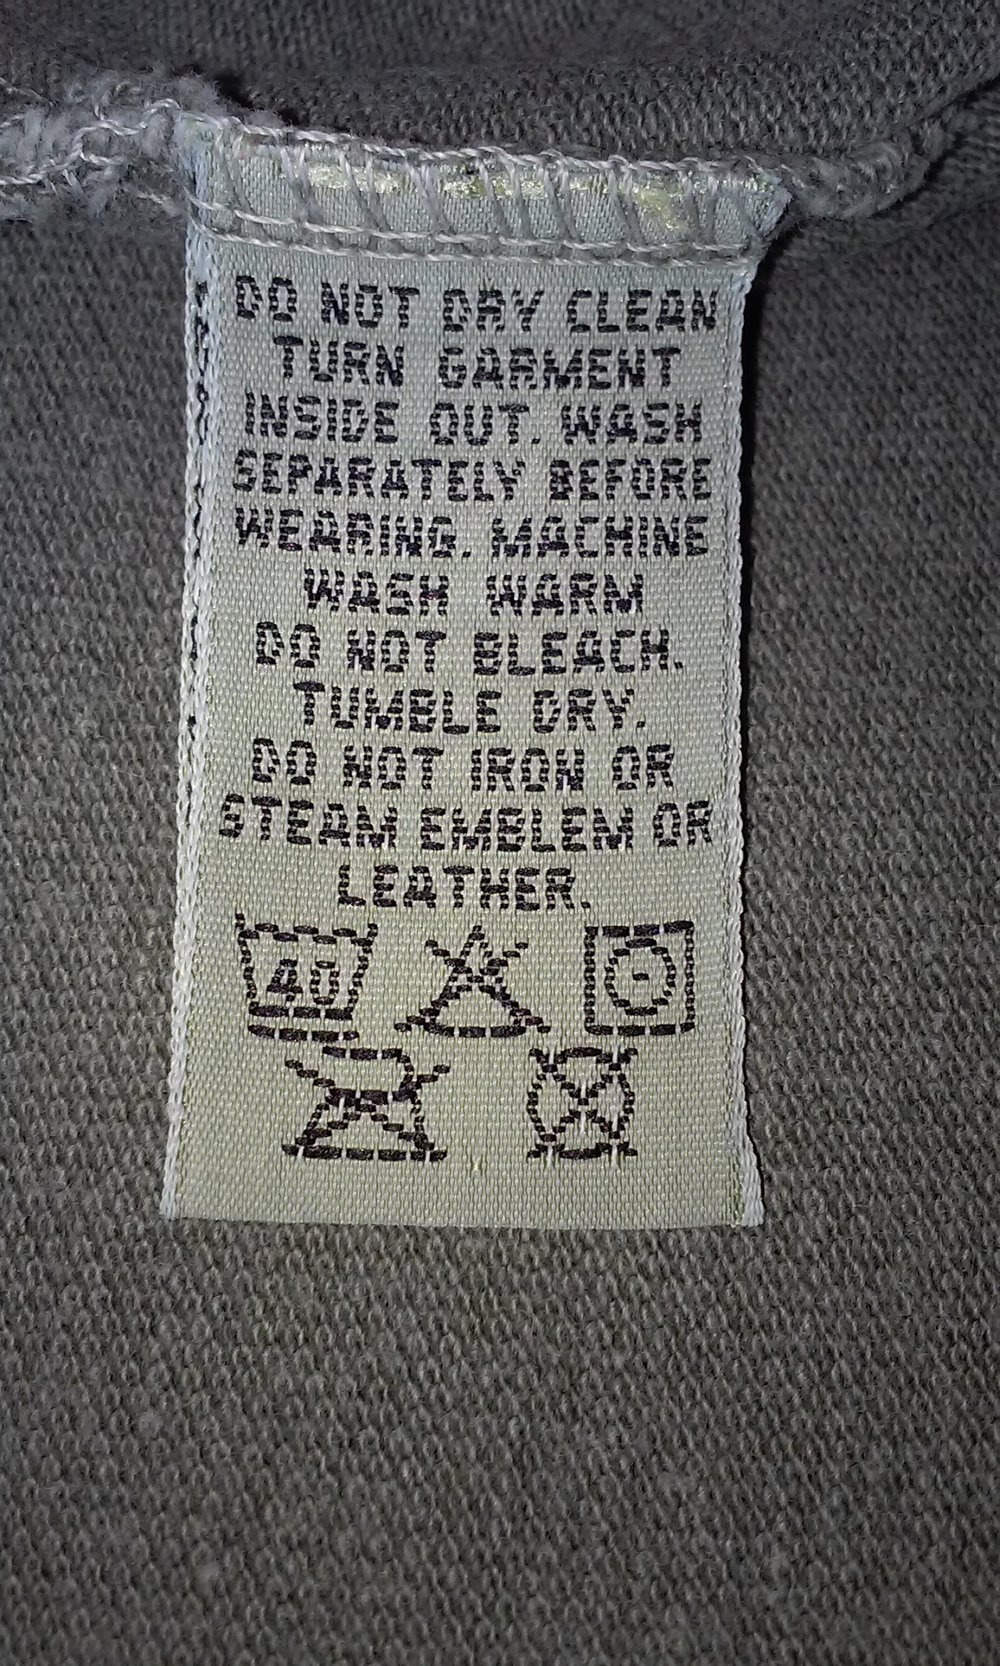 DO NOT DRY CLEAN
TURN GARMENT
INSIDE OUT. WASH
SEPARATELY BEFORE
WEARING. MACHINE
WASH WARM
DO NOT BLEACH.
TUMBLE DRY.
DO NOT IRON OR
STEAM EMBLEM OR
LEATHER.
40